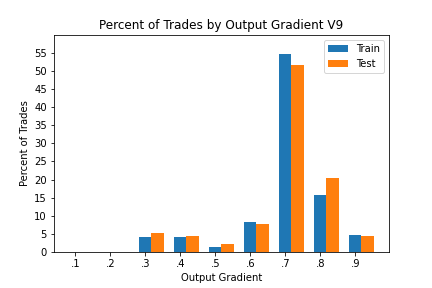 Percent of Trades by Output Gradient V9
Train
Test
Percent of Trades
55
50
45
40
35
30
25
20
15
10
5
0
.1 .2 .3 .4 .5 .6 .7 .8 .9
Output Gradient